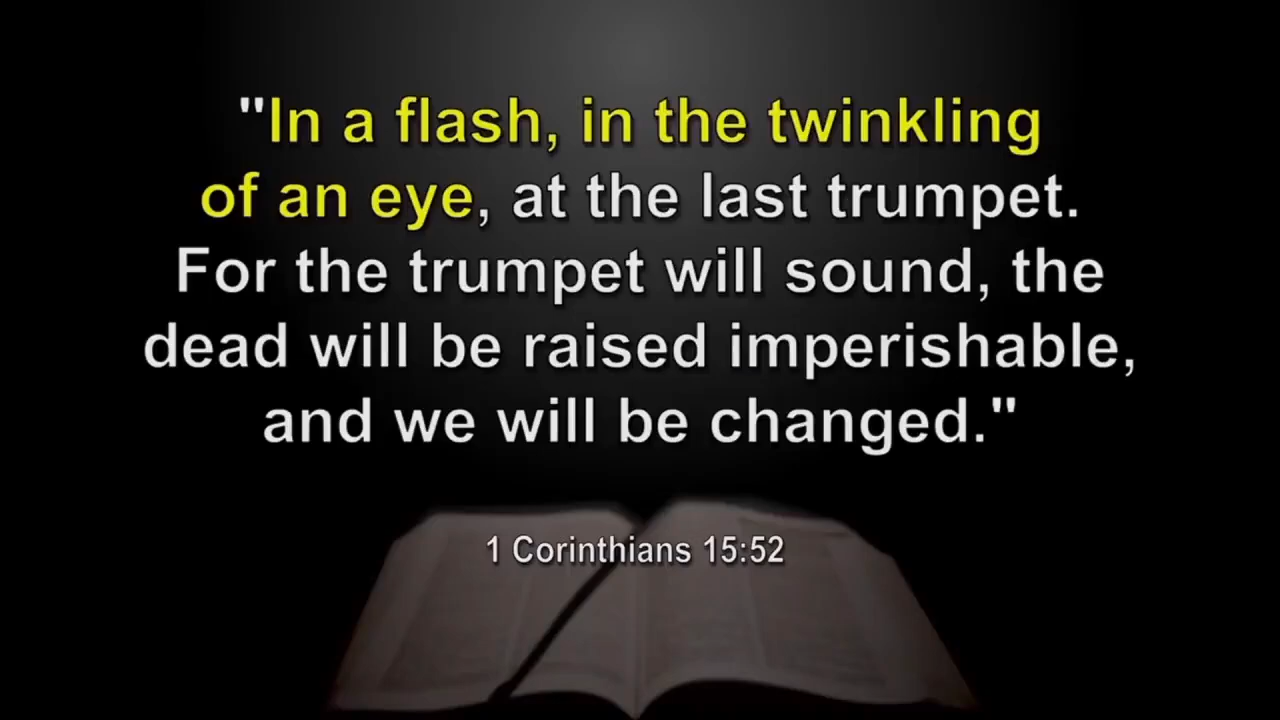 "In a flash, in the twinkling
of an eye, at the last trumpet.
For the trumpet will sound, the
dead will be raised imperishable,
and we will be changed."
1 Corinthians 15:52